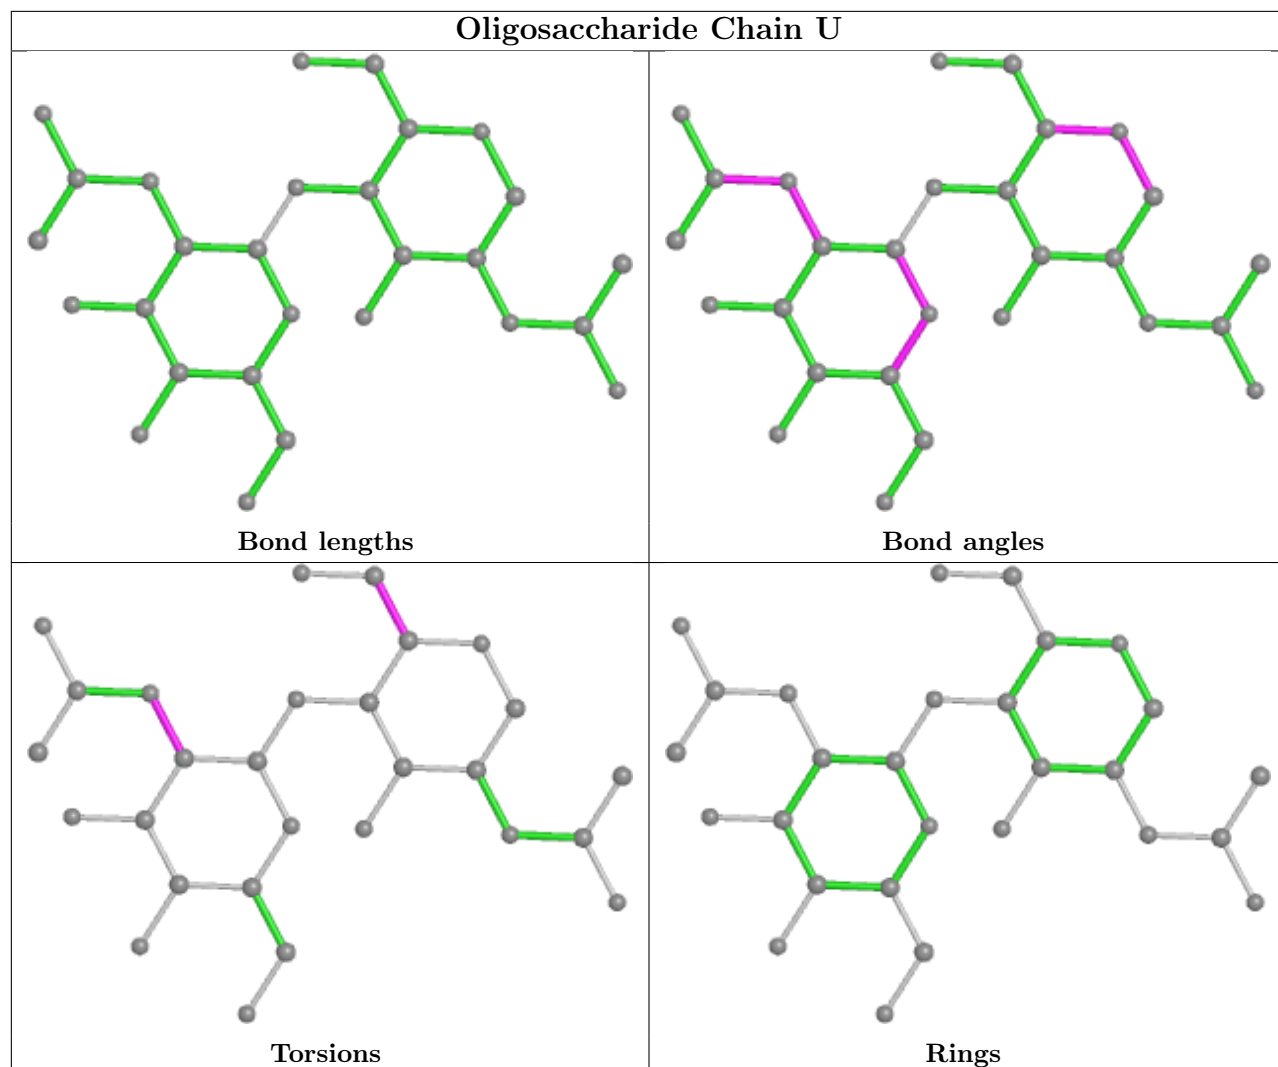 Oligosaccharide Chain U
Bond lengths
Bond angles
Torsions
Rings